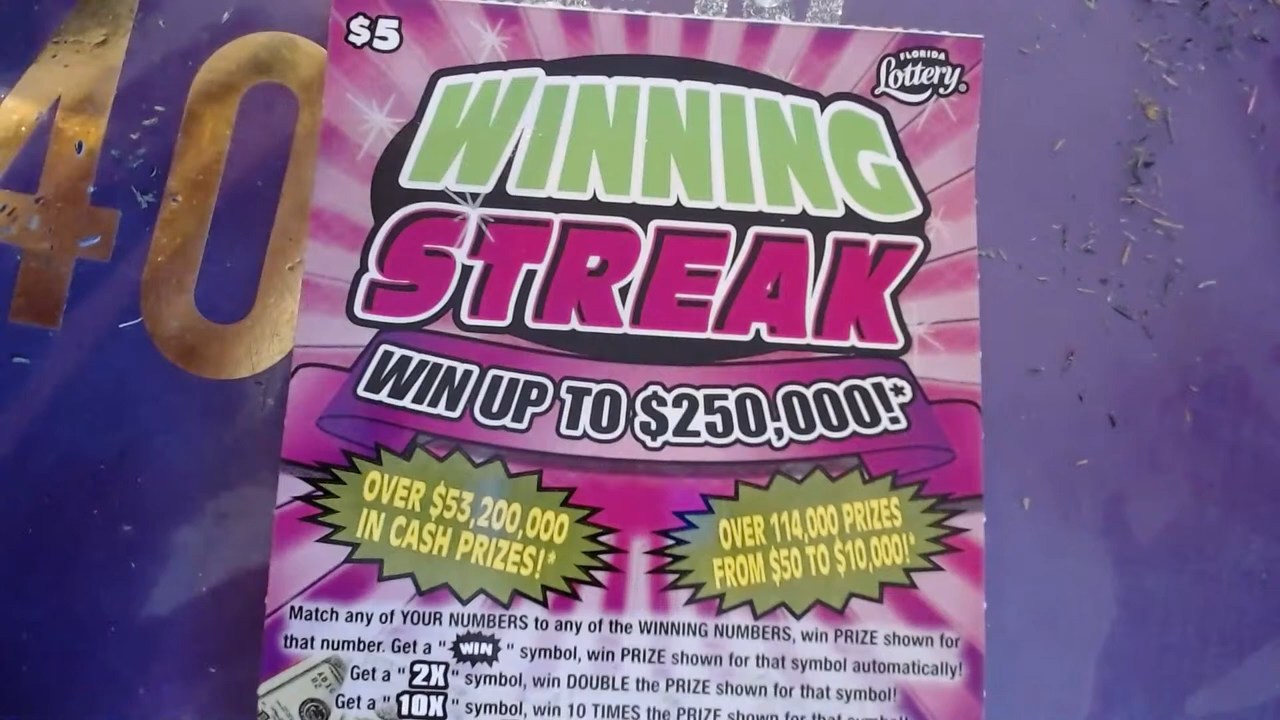 40
$5
FLORIDA
Lottery®
WINNING
STREAK
WIN UP TO $250,000!*
OVER $53,200,000
IN CASH PRIZES!*
OVER 114,000 PRIZES
FROM $50 TO $10,000!*
Match any of YOUR NUMBERS to any of the WINNING NUMBERS, win PRIZE shown for
that number. Get a "WIN" symbol, win PRIZE shown for that symbol automatically!
Get a "2X" symbol, win DOUBLE the PRIZE shown for that symbol!
Get a "10X" symbol, win 10 TIMES the PRIZE shown for that symbol!